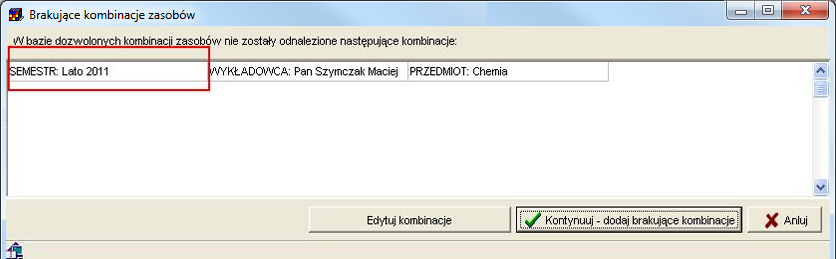 Brakujące kombinacje zasobów
W bazie dozwolonych kombinacji zasobów nie zostały odnalezione następujące kombinacje:
SEMESTR: Lato 2011 WYKŁADOWCA: Pan Szymczak Maciej PRZEDMIOT: Chemia
Edytuj kombinacje Kontynuuj - dodaj brakujące kombinacje Anluj